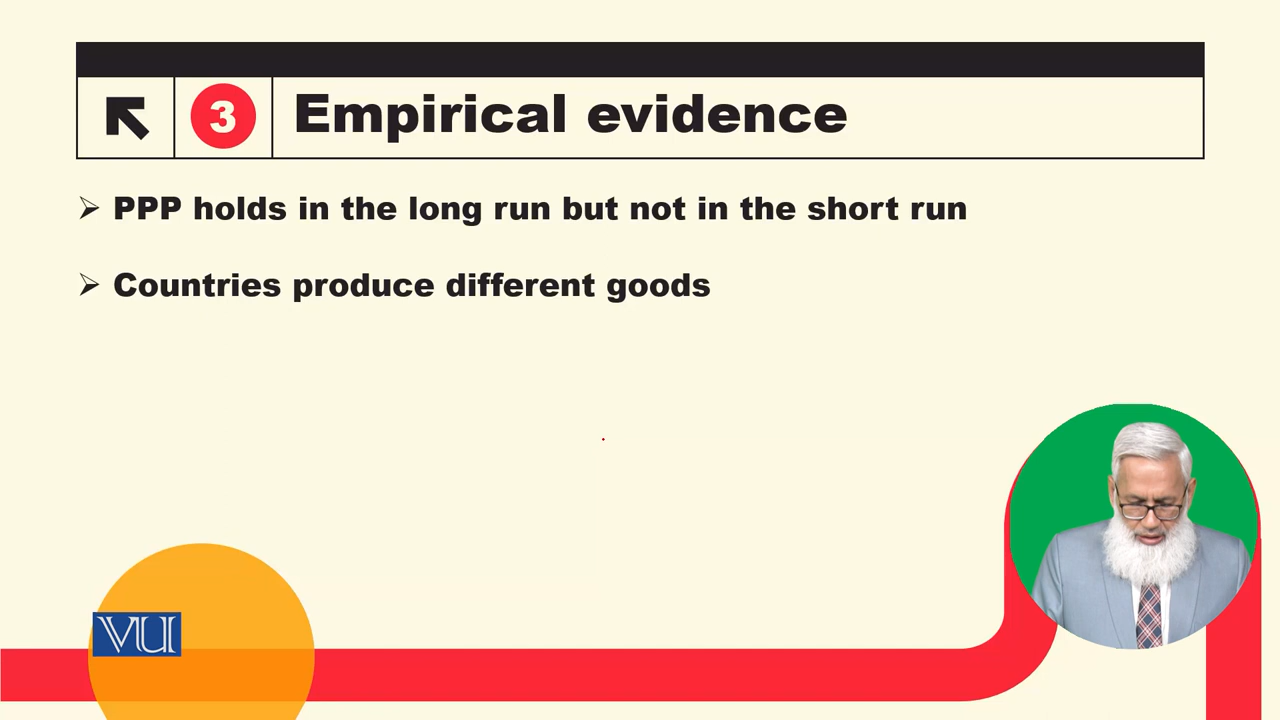 3 Empirical evidence
PPP holds in the long run but not in the short run
Countries produce different goods
VU